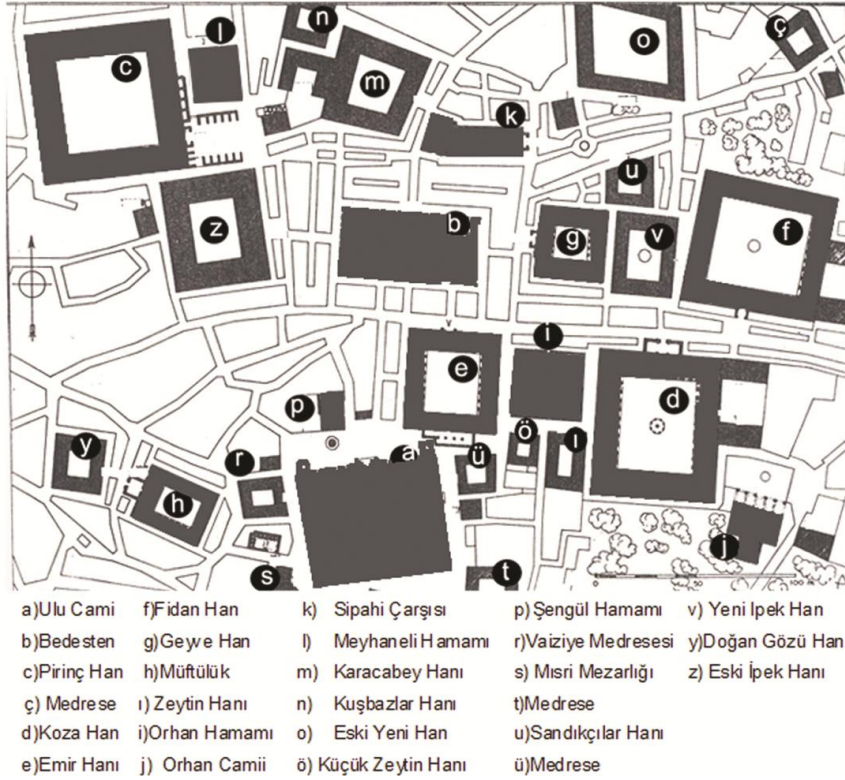 n
ç
l
o
c
m
k
u
b
f
z
g
v
i
e
d
p
ö
ı
y
r
a
ü
h
j
s
t
a)Ulu Cami f)Fidan Han k) Sipahi Çarşısı p)Şengül Hamamı v) Yeni Ipek Han
b)Bedesten g)Geyve Han l) Meyhaneli Hamamı r)Vaiziye Medresesi y)Doğan Gözü Han
c)Pirinç Han h)Müftülük m) Karacabey Hanı s) Mısri Mezarlığı z) Eski İpek Hanı
ç) Medrese ı)Zeytin Hanı n) Kuşbazlar Hanı t)Medrese
d)Koza Han i)Orhan Hamamı o) Eski Yeni Han u)Sandıkçılar Hanı
e)Emir Hanı j) Orhan Camii ö) Küçük Zeytin Hanı ü)Medrese